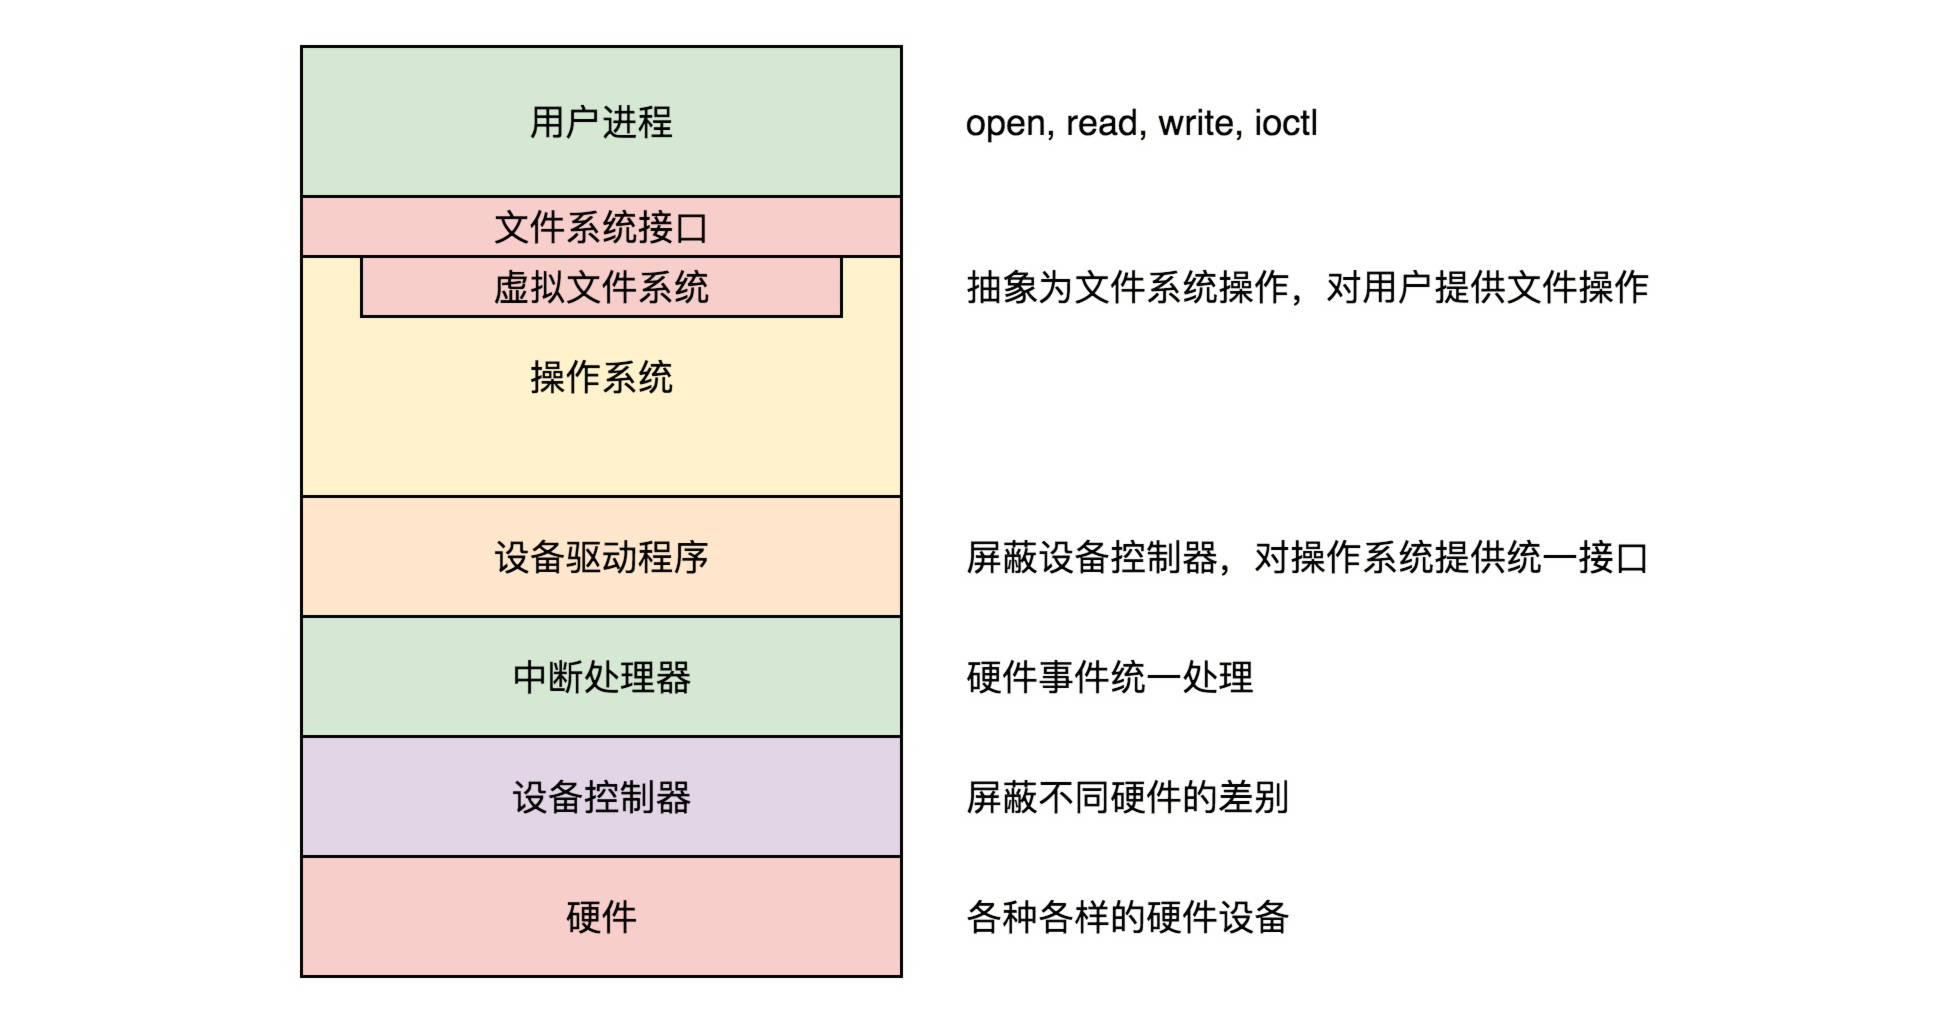 用户进程
open, read, write, ioctl
文件系统接口
虚拟文件系统
抽象为文件系统操作，对用户提供文件操作
操作系统
设备驱动程序
屏蔽设备控制器，对操作系统提供统一接口
中断处理器
硬件事件统一处理
设备控制器
屏蔽不同硬件的差别
硬件
各种各样的硬件设备